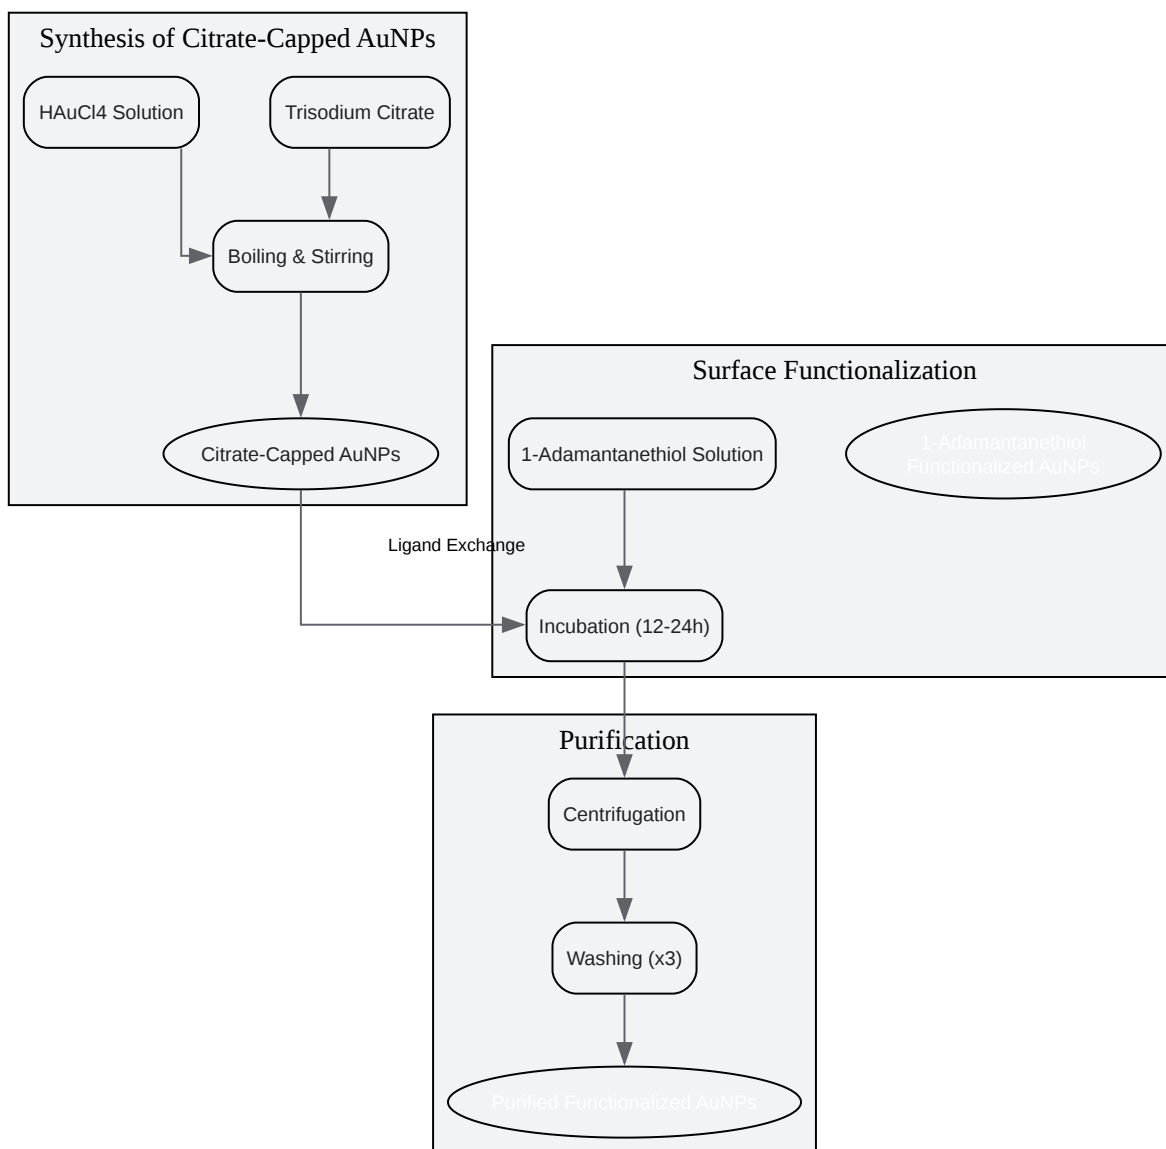 Synthesis of Citrate-Capped AuNPs
HAuCl4 Solution
Trisodium Citrate
Boiling & Stirring
Citrate-Capped AuNPs
Ligand Exchange
Surface Functionalization
1-Adamantanethiol Solution
1-Adamantanethiol
Functionalized AuNPs
Incubation (12-24h)
Purification
Centrifugation
Washing (x3)
Purified Functionalized AuNPs